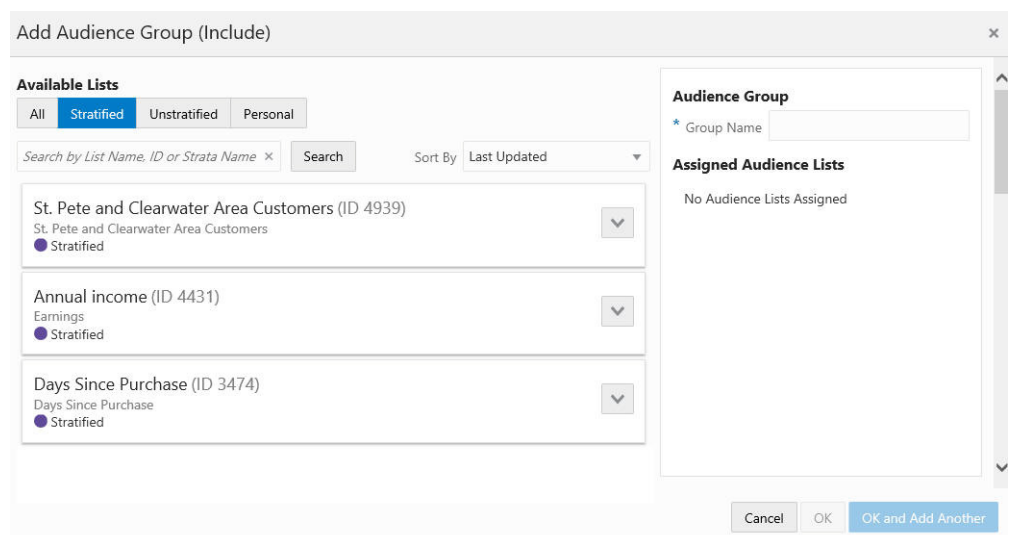 Add Audience Group (Include)
×
Available Lists
All Stratified Unstratified Personal
Search by List Name, ID or Strata Name × Search Sort By Last Updated
St. Pete and Clearwater Area Customers (ID 4939)
St. Pete and Clearwater Area Customers
Stratified
Annual income (ID 4431)
Earnings
Stratified
Days Since Purchase (ID 3474)
Days Since Purchase
Stratified
Audience Group
* Group Name
Assigned Audience Lists
No Audience Lists Assigned
Cancel OK OK and Add Another